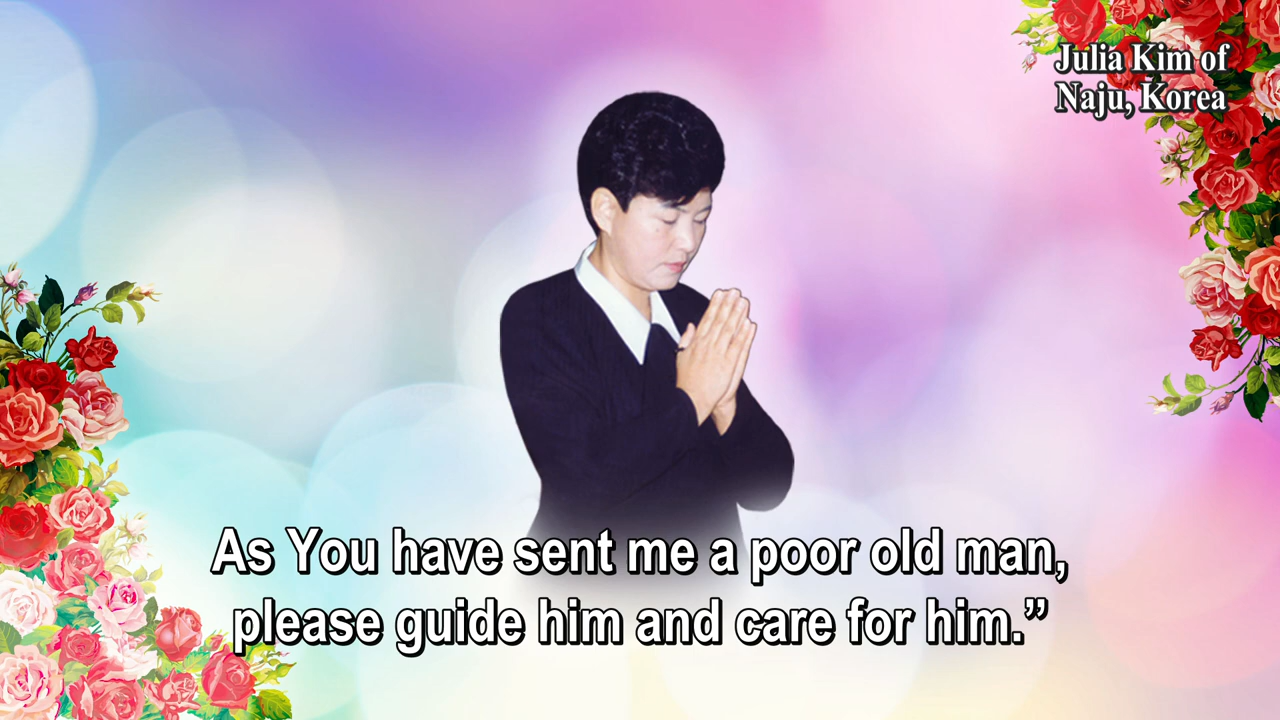 Julia Kim of
Naju, Korea
As You have sent me a poor old man,
please guide him and care for him.”